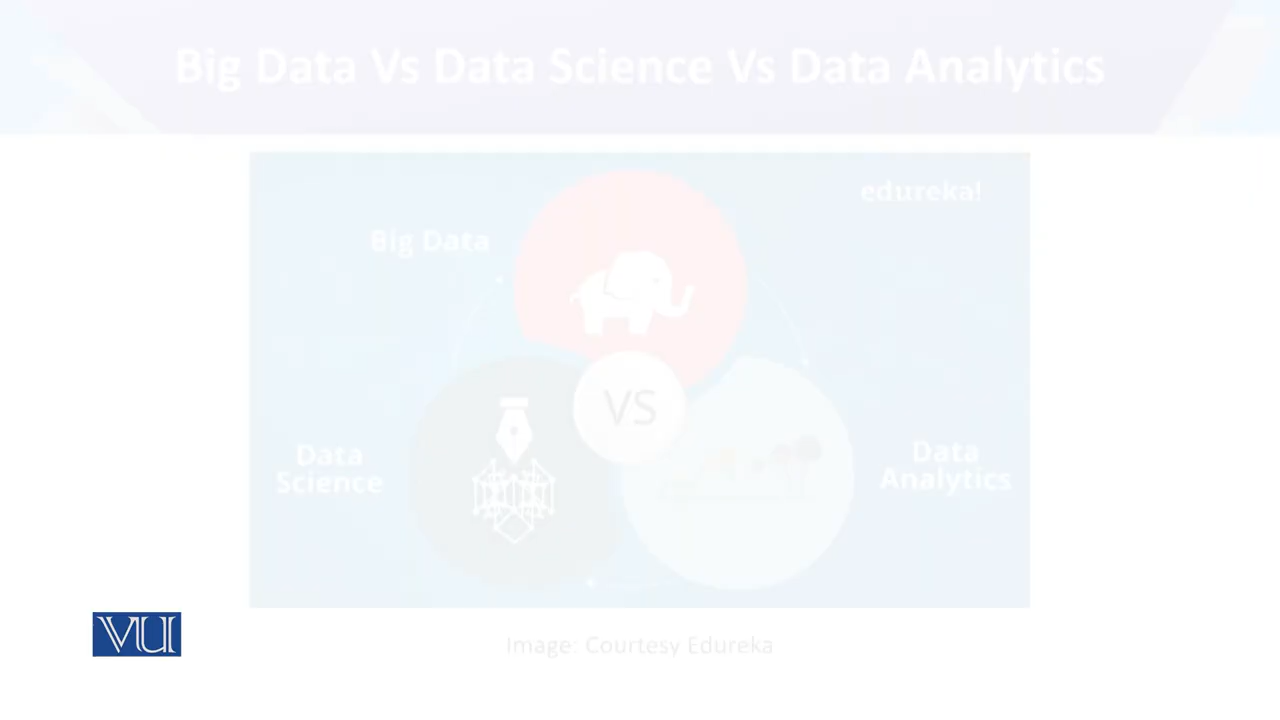 Big Data Vs Data Science Vs Data Analytics
edureka!
Big Data
VS
Data
Science
Data
Analytics
VU
Image: Courtesy Edureka